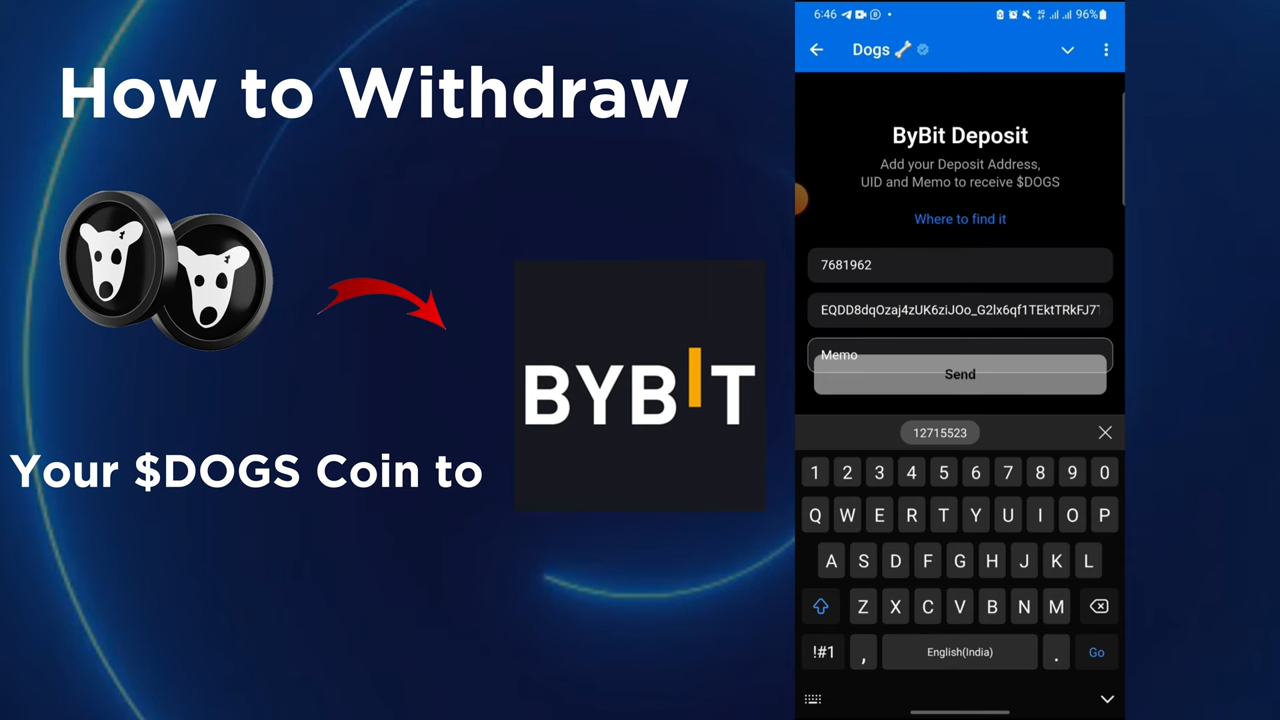 How to Withdraw
Your $DOGS Coin to
BYBIT
6:46
96%
Dogs
ByBit Deposit
Add your Deposit Address,
UID and Memo to receive $DOGS
Where to find it
7681962
EQDD8dqOzaj4zUK6ziJOo_G2lx6qf1TEktTRkFJ7
Memo
Send
12715523
1 2 3 4 5 6 7 8 9 0
Q W E R T Y U I O P
A S D F G H J K L
Z X C V B N M
!#1 , English(India) . Go